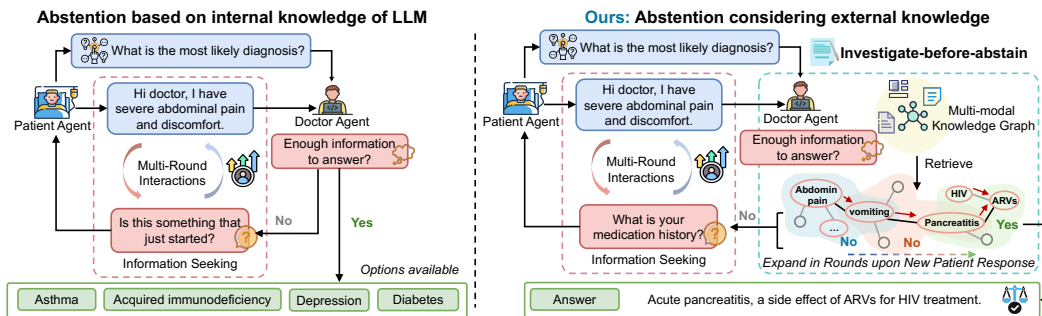 Abstention based on internal knowledge of LLM
What is the most likely diagnosis?
Hi doctor, I have
severe abdominal pain
and discomfort.
Patient Agent
Doctor Agent
Enough information
to answer?
Multi-Round
Interactions
Is this something that
just started?
No
Yes
Information Seeking
Options available
Asthma
Acquired immunodeficiency
Depression
Diabetes
Ours: Abstention considering external knowledge
What is the most likely diagnosis?
Investigate-before-abstain
Hi doctor, I have
severe abdominal pain
and discomfort.
Patient Agent
Doctor Agent
Multi-modal
Knowledge Graph
Enough information
to answer?
Retrieve
Multi-Round
Interactions
Abdomin
pain
vomiting
HIV
ARVs
Pancreatitis
...
What is your
medication history?
No
No
No
Yes
Information Seeking
Expand in Rounds upon New Patient Response
Answer
Acute pancreatitis, a side effect of ARVs for HIV treatment.